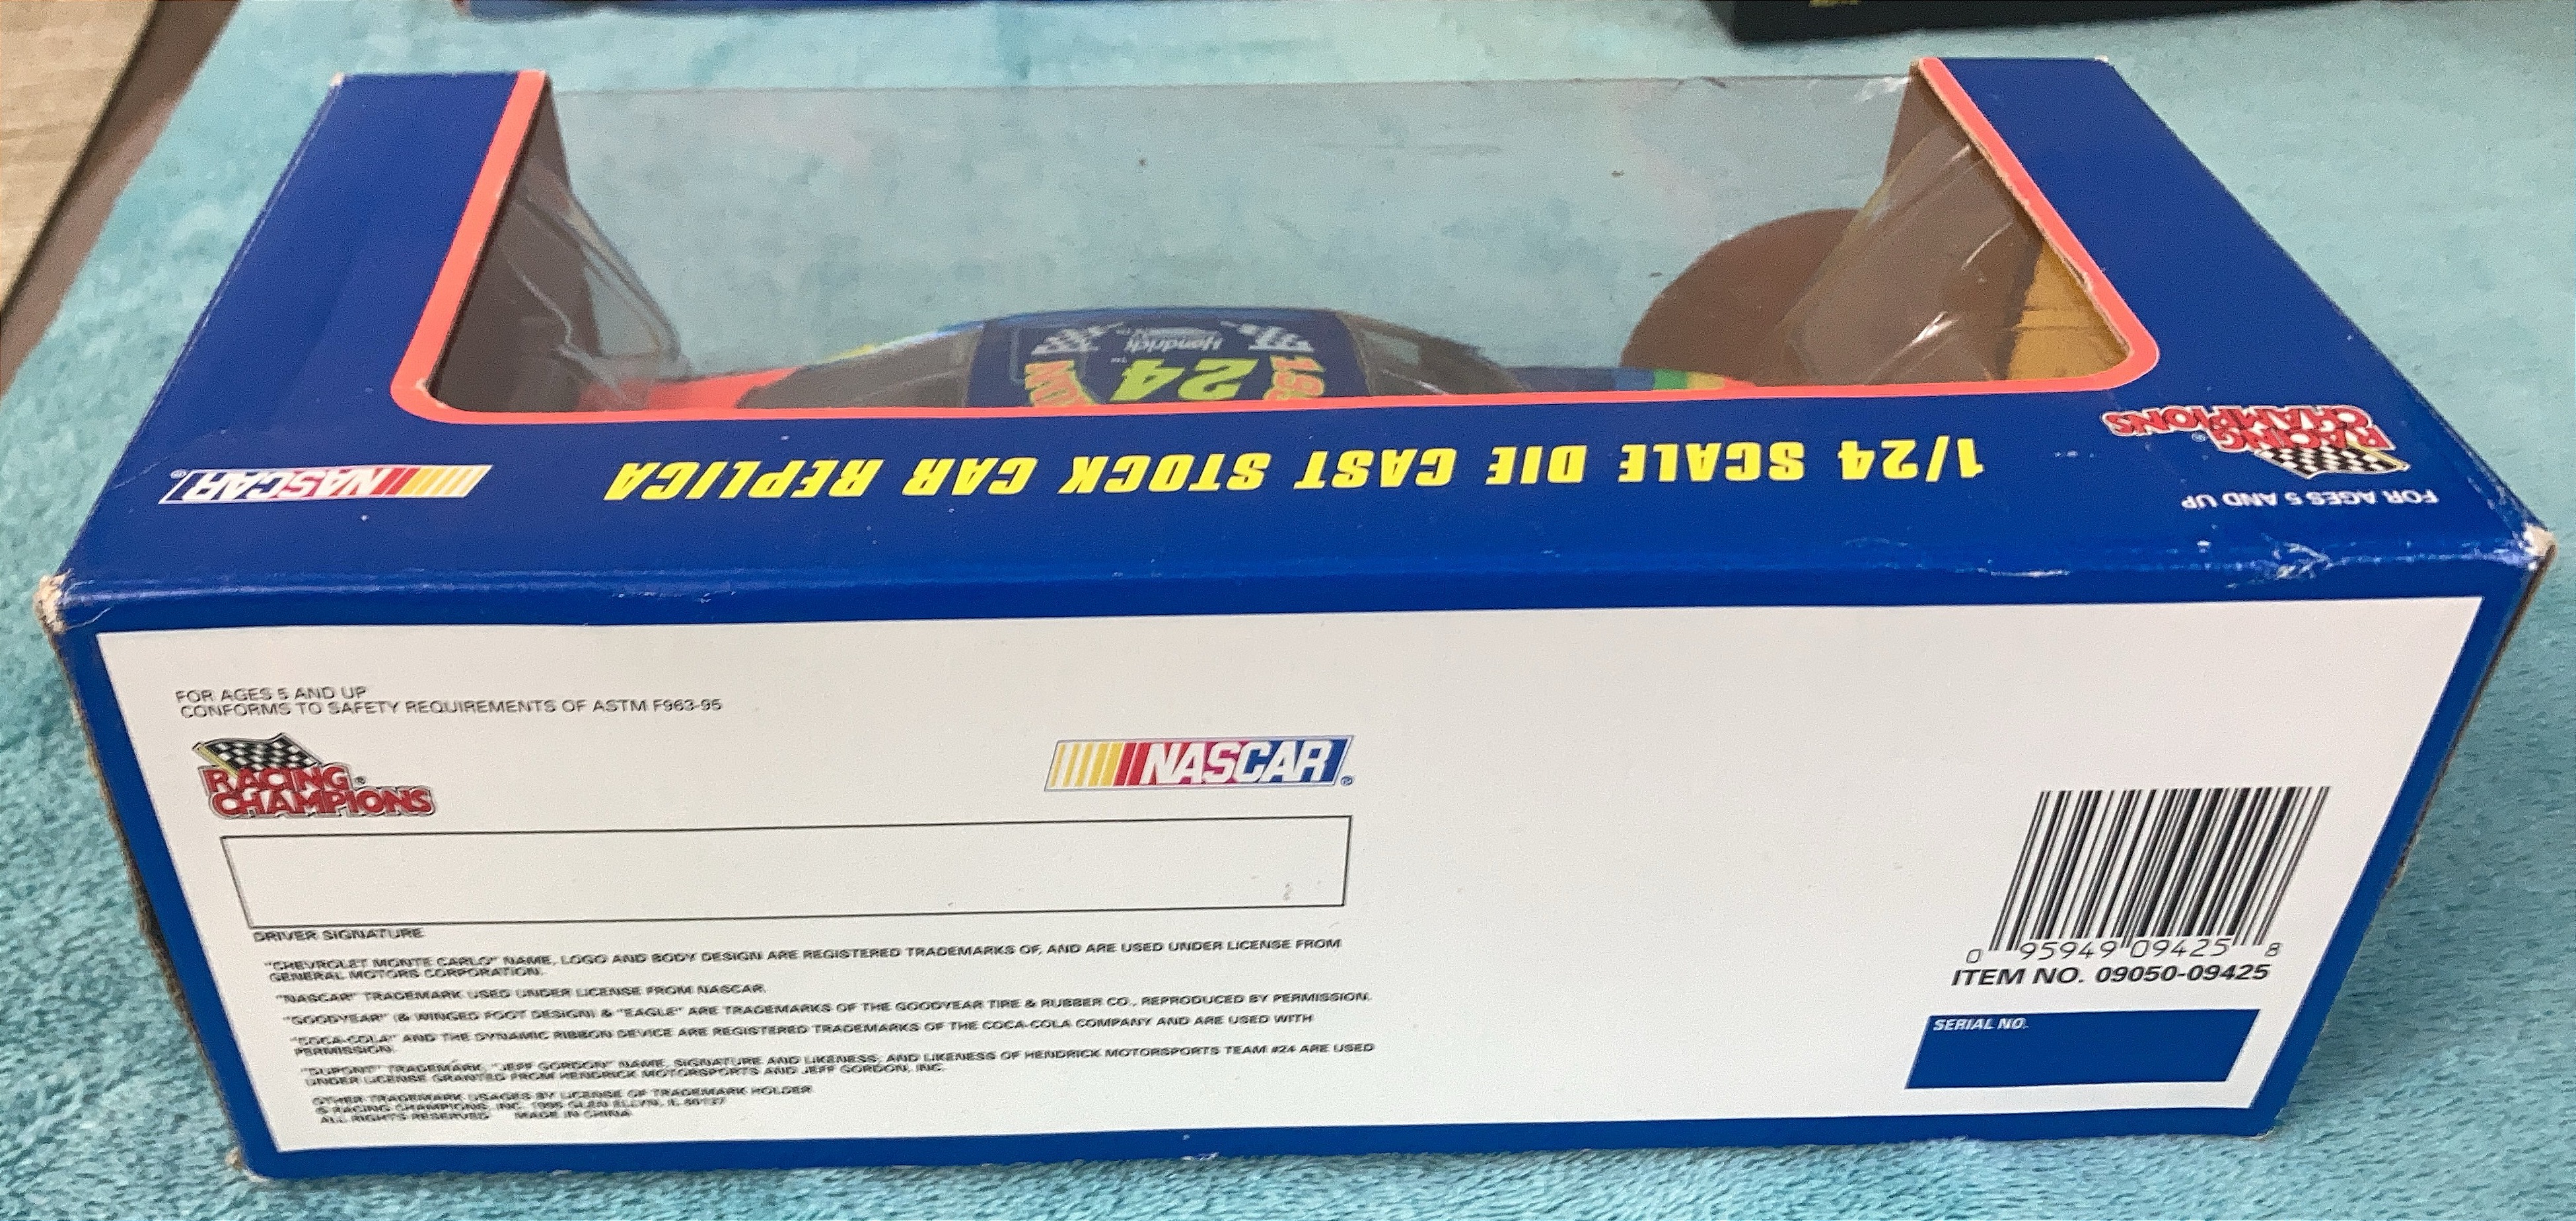 Hendrick
24
1/24 SCALE DIE CAST STOCK CAR REPLICA
NASCAR®
RACING
CHAMPIONS®
FOR AGES 5 AND UP
FOR AGES 5 AND UP
CONFORMS TO SAFETY REQUIREMENTS OF ASTM F963-95
RACING®
CHAMPIONS
NASCAR®
DRIVER SIGNATURE
"CHEVROLET MONTE CARLO" NAME, LOGO AND BODY DESIGN ARE REGISTERED TRADEMARKS OF, AND ARE USED UNDER LICENSE FROM
GENERAL MOTORS CORPORATION.
"NASCAR" TRADEMARK USED UNDER LICENSE FROM NASCAR.
"GOODYEAR" (& WINGED FOOT DESIGN) & "EAGLE" ARE TRADEMARKS OF THE GOODYEAR TIRE & RUBBER CO., REPRODUCED BY PERMISSION.
"COCA-COLA" AND THE DYNAMIC RIBBON DEVICE ARE REGISTERED TRADEMARKS OF THE COCA-COLA COMPANY AND ARE USED WITH
PERMISSION.
"DUPONT" TRADEMARK, "JEFF GORDON" NAME, SIGNATURE AND LIKENESS; AND LIKENESS OF HENDRICK MOTORSPORTS TEAM #24 ARE USED
UNDER LICENSE GRANTED FROM HENDRICK MOTORSPORTS AND JEFF GORDON, INC.
OTHER TRADEMARK USAGES BY LICENSE OF TRADEMARK HOLDER
© RACING CHAMPIONS, INC. GLEN ELLYN, IL 60137
ALL RIGHTS RESERVED MADE IN CHINA
0 95949 09425 8
ITEM NO. 09050-09425
SERIAL NO.